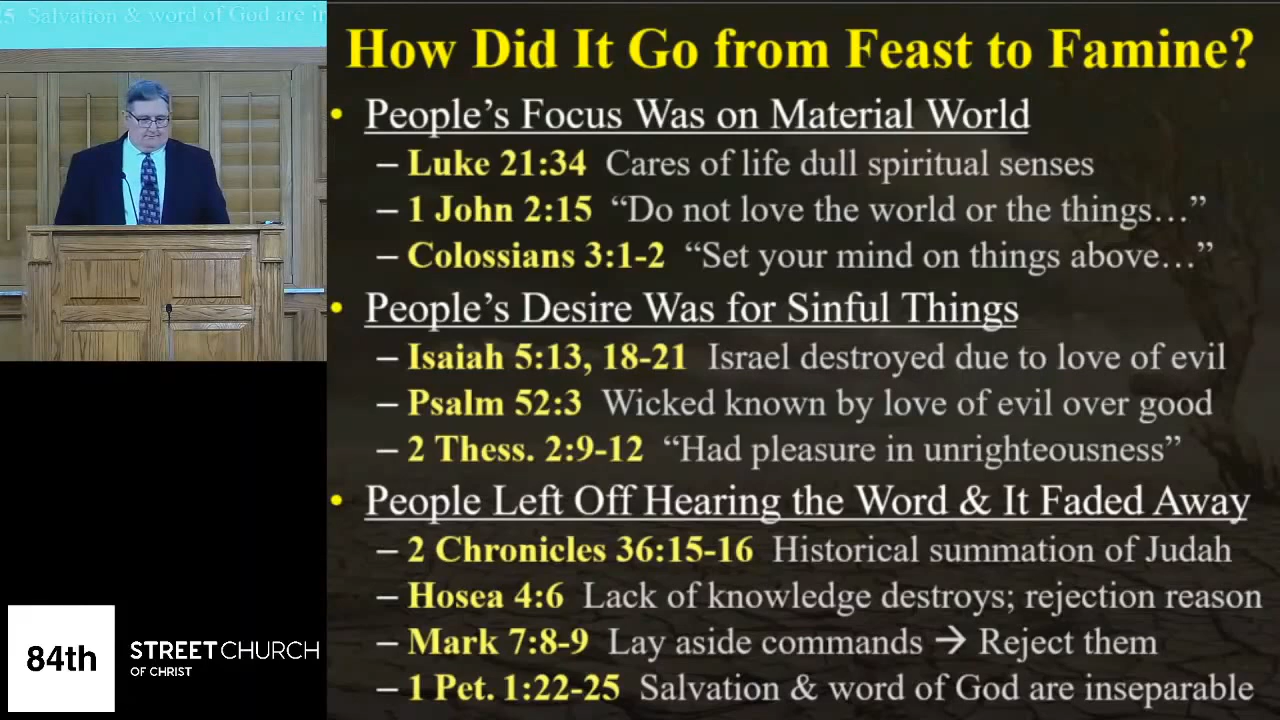 5 Salvation & word of God are in
How Did It Go from Feast to Famine?
• People's Focus Was on Material World
– Luke 21:34 Cares of life dull spiritual senses
– 1 John 2:15 “Do not love the world or the things…”
– Colossians 3:1-2 “Set your mind on things above…”
• People's Desire Was for Sinful Things
– Isaiah 5:13, 18-21 Israel destroyed due to love of evil
– Psalm 52:3 Wicked known by love of evil over good
– 2 Thess. 2:9-12 “Had pleasure in unrighteousness”
• People Left Off Hearing the Word & It Faded Away
– 2 Chronicles 36:15-16 Historical summation of Judah
– Hosea 4:6 Lack of knowledge destroys; rejection reason
– Mark 7:8-9 Lay aside commands → Reject them
– 1 Pet. 1:22-25 Salvation & word of God are inseparable
84th
STREET CHURCH
OF CHRIST